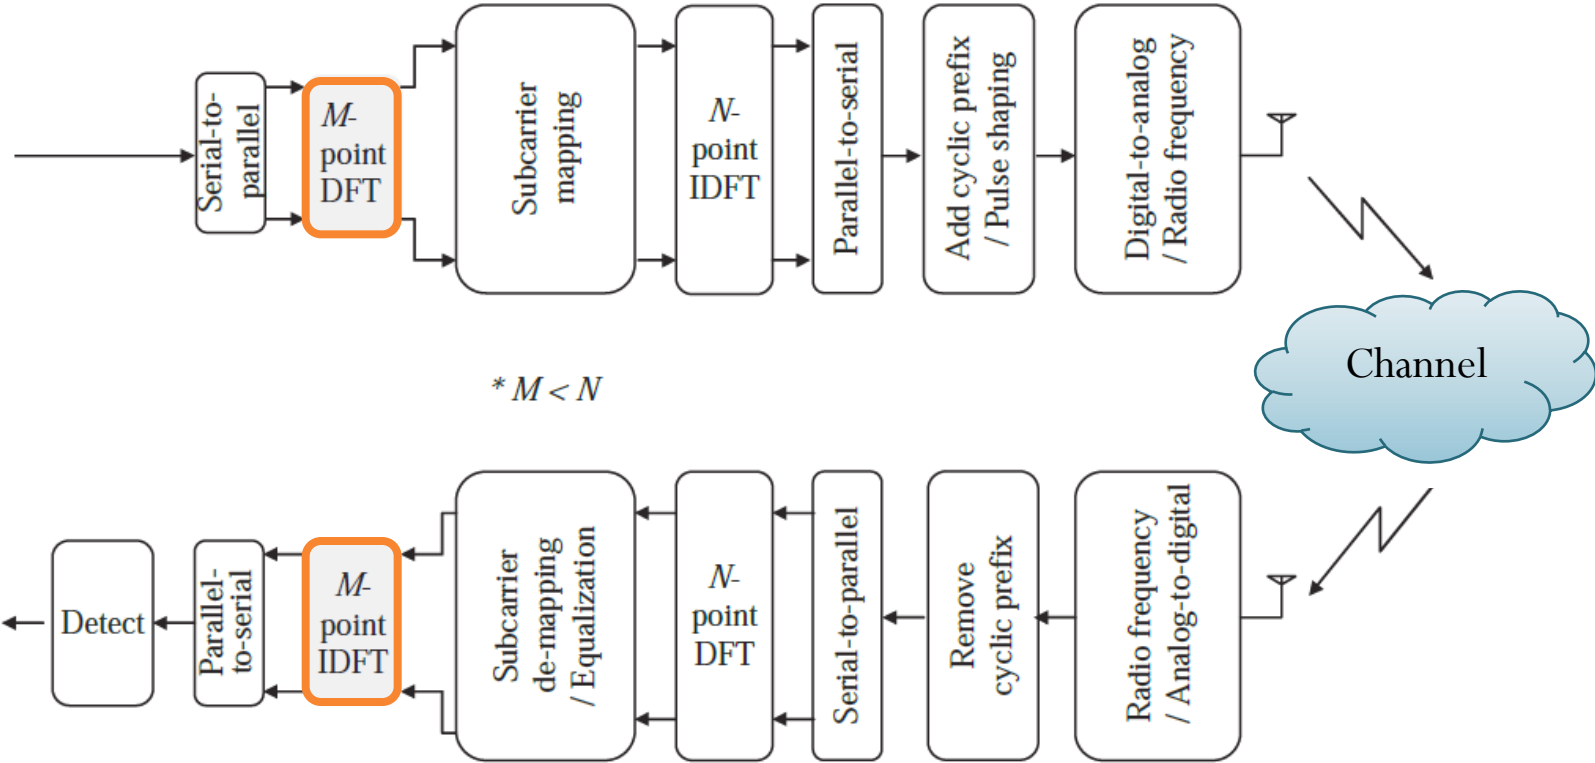 Serial-to-
parallel
M-
point
DFT
Subcarrier
mapping
N-
point
IDFT
Parallel-to-serial
Add cyclic prefix
/ Pulse shaping
Digital-to-analog
/ Radio frequency
Channel
* M < N
Detect
Parallel-
to-serial
M-
point
IDFT
Subcarrier
de-mapping
/ Equalization
N-
point
DFT
Serial-to-parallel
Remove
cyclic prefix
Radio frequency
/ Analog-to-digital